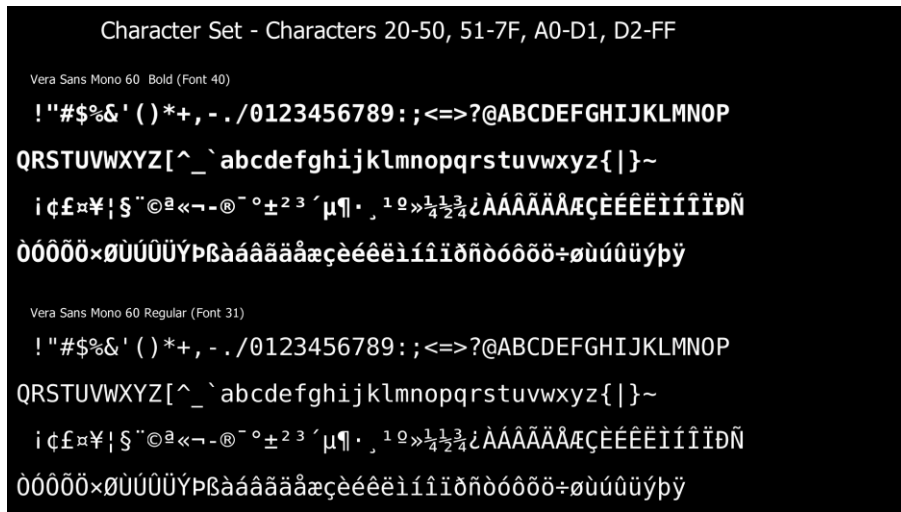 Character Set - Characters 20-50, 51-7F, A0-D1, D2-FF
Vera Sans Mono 60  Bold (Font 40)
!"#$%&'()*+,-./0123456789:;<=>?@ABCDEFGHIJKLMNOP
QRSTUVWXYZ[^_`abcdefghijklmnopqrstuvwxyz{|}~
¡¢£¤¥¦§¨©ª«¬-®¯°±²³´µ¶·¸¹º»¼½¾¿ÀÁÂÃÄÅÆÇÈÉÊËÌÍÎÏÐÑ
ÒÓÔÕÖ×ØÙÚÛÜÝÞßàáâãäåæçèéêëìíîïðñòóôõö÷øùúûüýþÿ
Vera Sans Mono 60 Regular (Font 31)
!"#$%&'()*+,-./0123456789:;<=>?@ABCDEFGHIJKLMNOP
QRSTUVWXYZ[^_`abcdefghijklmnopqrstuvwxyz{|}~
¡¢£¤¥¦§¨©ª«¬-®¯°±²³´µ¶·¸¹º»¼½¾¿ÀÁÂÃÄÅÆÇÈÉÊËÌÍÎÏÐÑ
ÒÓÔÕÖ×ØÙÚÛÜÝÞßàáâãäåæçèéêëìíîïðñòóôõö÷øùúûüýþÿ